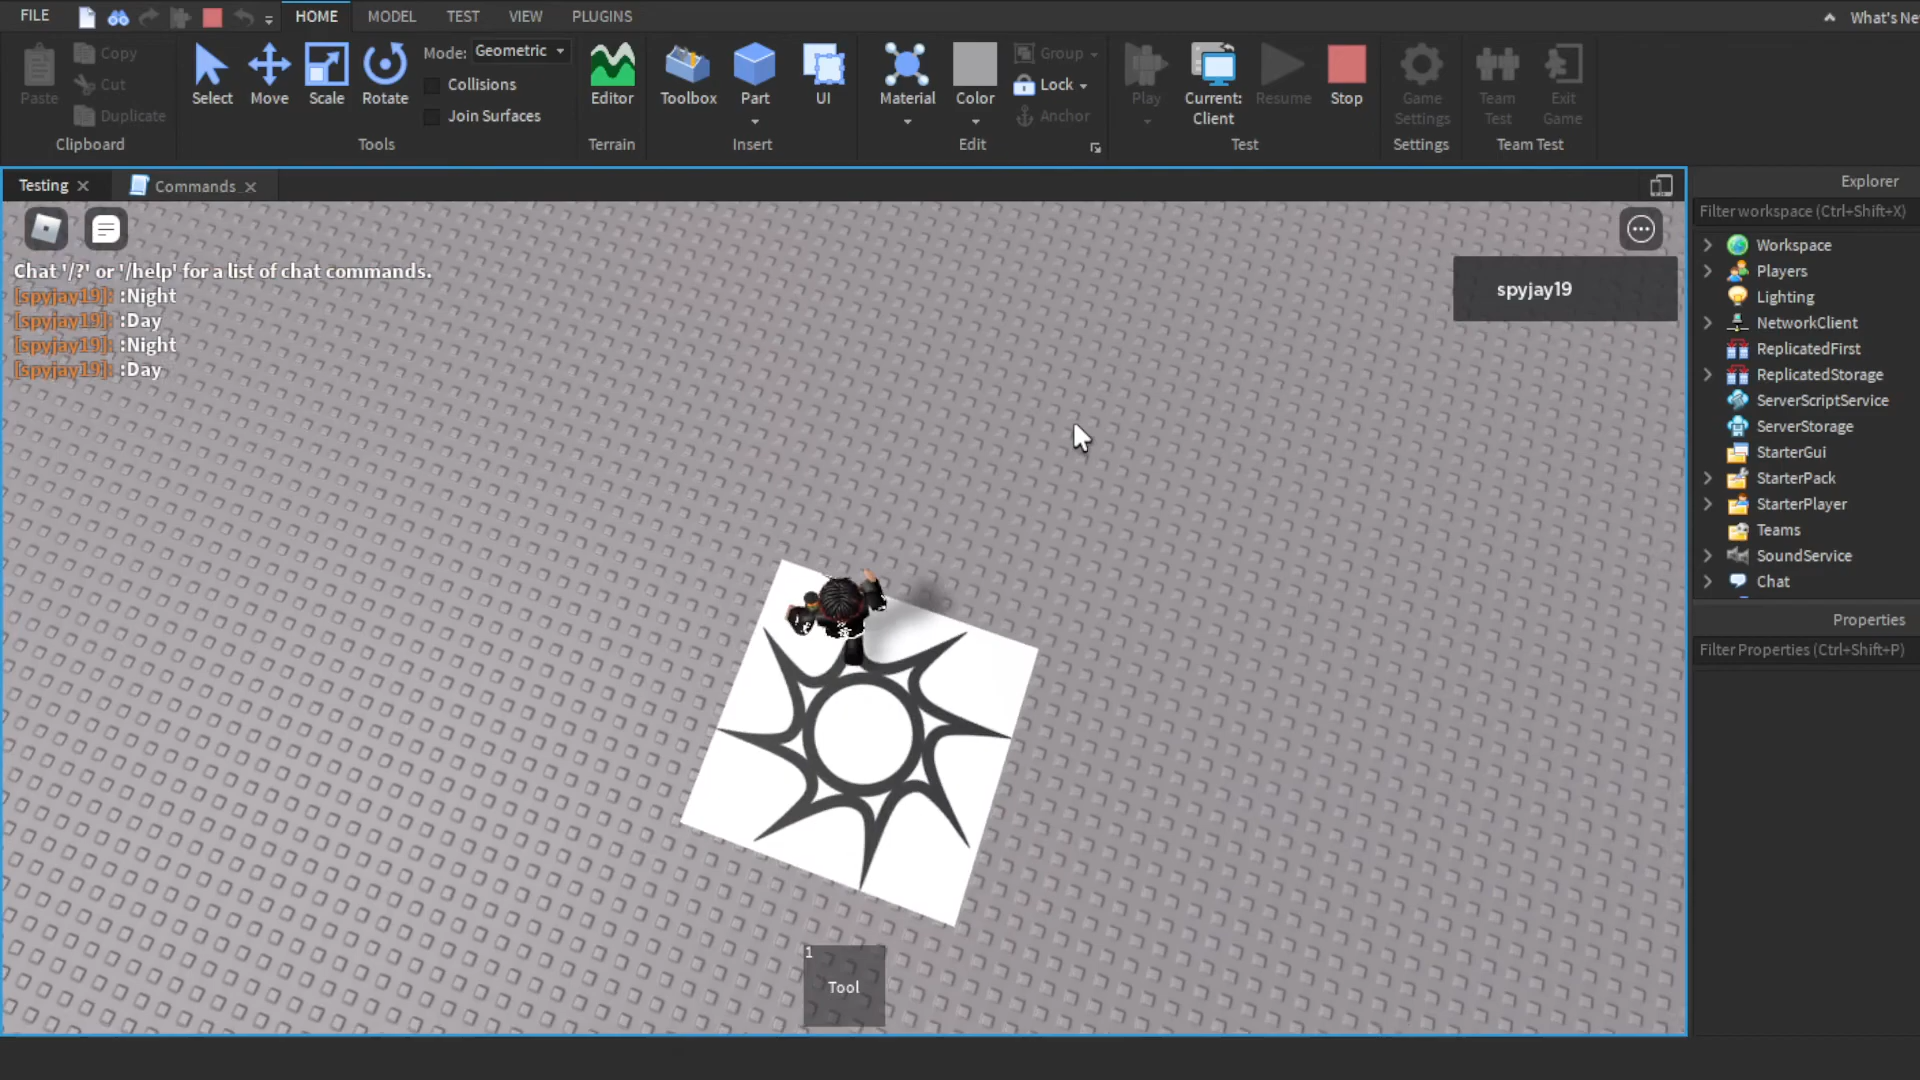 FILE
HOME
MODEL
TEST
VIEW
PLUGINS
What's Ne
Paste
Copy
Cut
Duplicate
Clipboard
Select
Move
Scale
Rotate
Mode: Geometric
Collisions
Join Surfaces
Tools
Editor
Terrain
Toolbox
Part
UI
Insert
Material
Color
Group
Lock
Anchor
Edit
Play
Current:
Client
Resume
Stop
Test
Game
Settings
Settings
Team
Test
Exit
Game
Team Test
Testing
Commands
Chat '/?' or '/help' for a list of chat commands.
[spyjay19]: :Night
[spyjay19]: :Day
[spyjay19]: :Night
[spyjay19]: :Day
spyjay19
1
Tool
Explorer
Filter workspace (Ctrl+Shift+X)
Workspace
Players
Lighting
NetworkClient
ReplicatedFirst
ReplicatedStorage
ServerScriptService
ServerStorage
StarterGui
StarterPack
StarterPlayer
Teams
SoundService
Chat
Properties
Filter Properties (Ctrl+Shift+P)